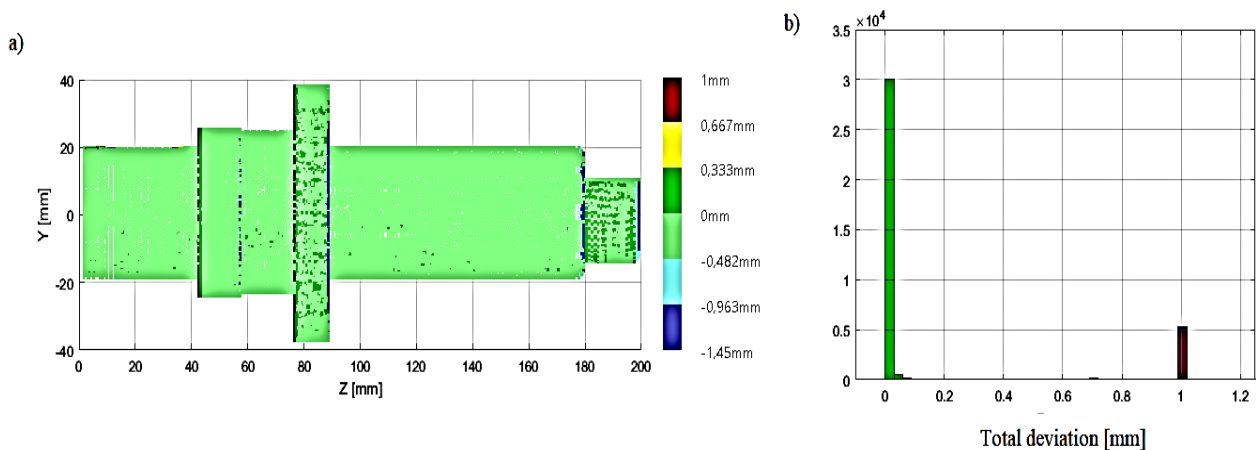 a)
Y [mm]
40
20
0
-20
-40
0 20 40 60 80 100 120 140 160 180 200
Z [mm]
1mm
0,667mm
0,333mm
0mm
-0,482mm
-0,963mm
-1,45mm
b)
×10⁴
3.5
3
2.5
2
1.5
1
0.5
0
0 0.2 0.4 0.6 0.8 1 1.2
Total deviation [mm]